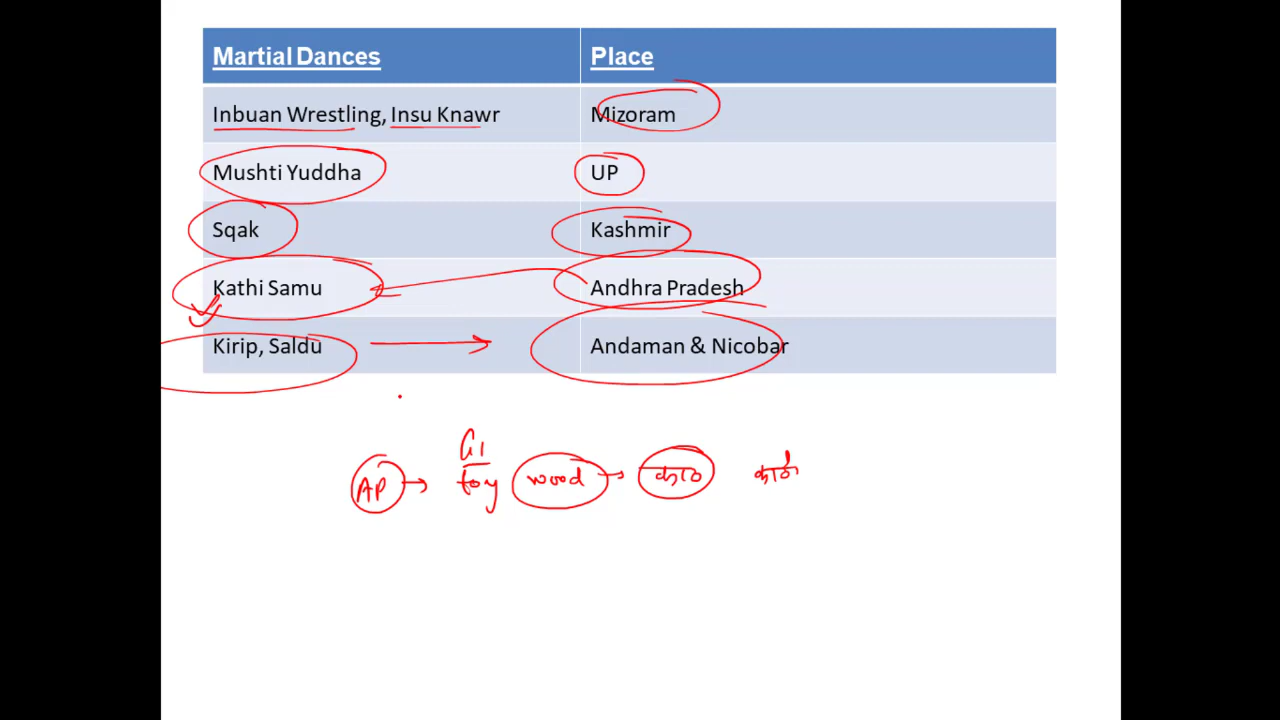 Martial Dances Place
Inbuan Wrestling, Insu Knawr Mizoram
Mushti Yuddha UP
Sqak Kashmir
Kathi Samu Andhra Pradesh
Kirip, Saldu Andaman & Nicobar
GI
AP → toy wood → काठ काठी